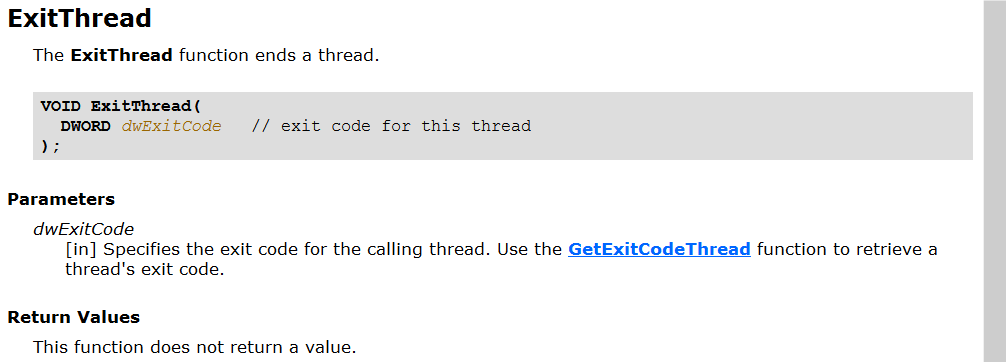 ExitThread
The ExitThread function ends a thread.
VOID ExitThread(
  DWORD dwExitCode   // exit code for this thread
);
Parameters
dwExitCode
[in] Specifies the exit code for the calling thread. Use the GetExitCodeThread function to retrieve a
thread's exit code.
Return Values
This function does not return a value.